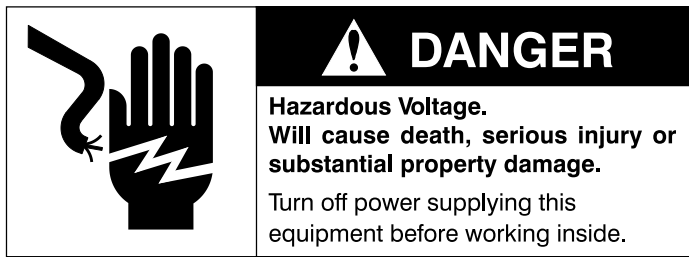 DANGER
Hazardous Voltage.
Will cause death, serious injury or
substantial property damage.
Turn off power supplying this
equipment before working inside.